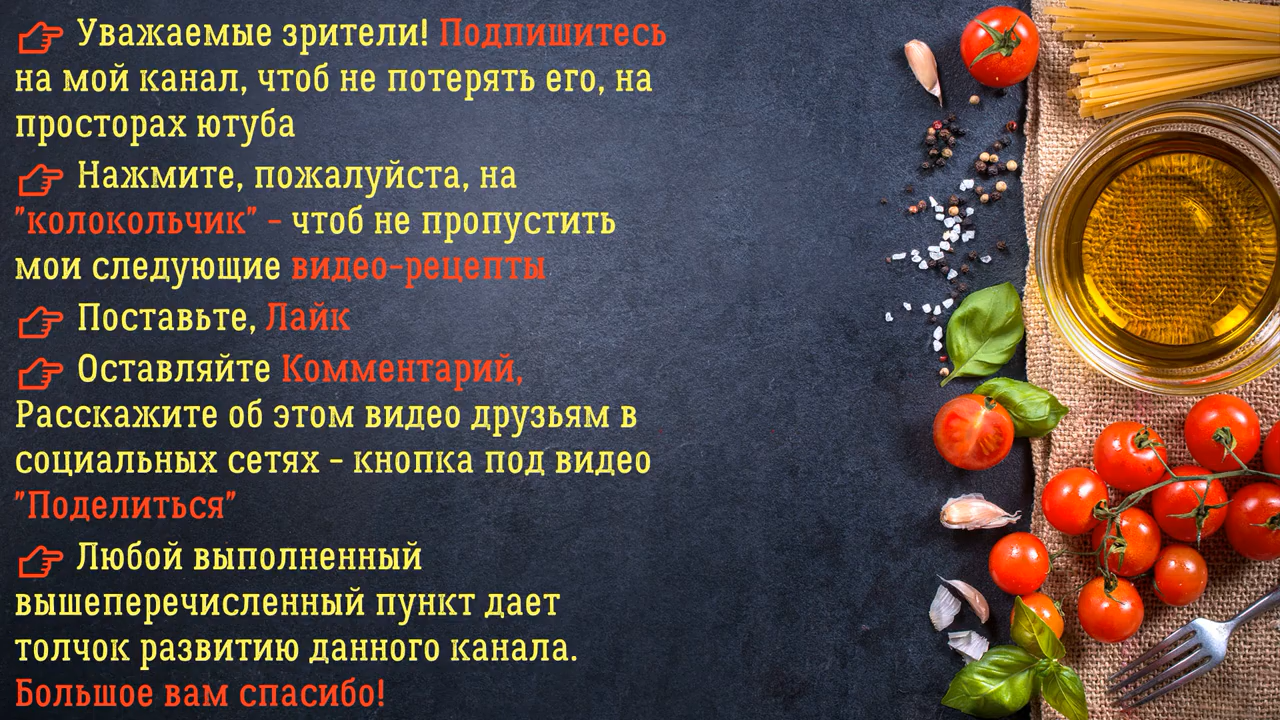 👉 Уважаемые зрители! Подпишитесь
на мой канал, чтоб не потерять его, на
просторах ютуба
👉 Нажмите, пожалуйста, на
"колокольчик" - чтоб не пропустить
мои следующие видео-рецепты
👉 Поставьте, Лайк
👉 Оставляйте Комментарий,
Расскажите об этом видео друзьям в
социальных сетях - кнопка под видео
"Поделиться"
👉 Любой выполненный
вышеперечисленный пункт дает
толчок развитию данного канала.
Большое вам спасибо!